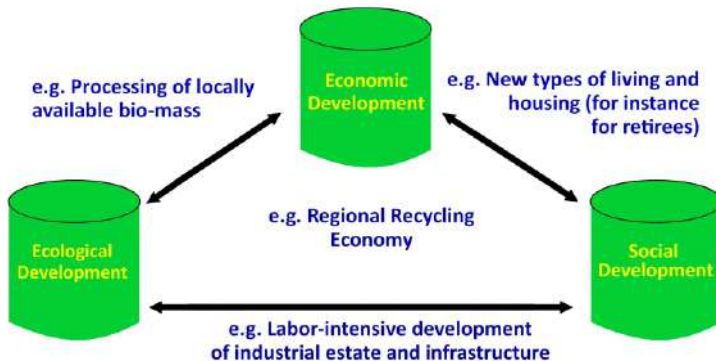 Economic
Development
e.g. Processing of locally
available bio-mass
e.g. New types of living and
housing (for instance
for retirees)
e.g. Regional Recycling
Economy
Ecological
Development
Social
Development
e.g. Labor-intensive development
of industrial estate and infrastructure